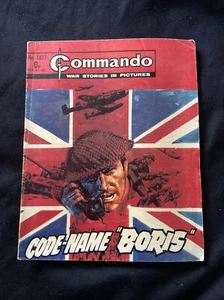 Commando
WAR STORIES IN PICTURES
CODE-NAME "BORIS"